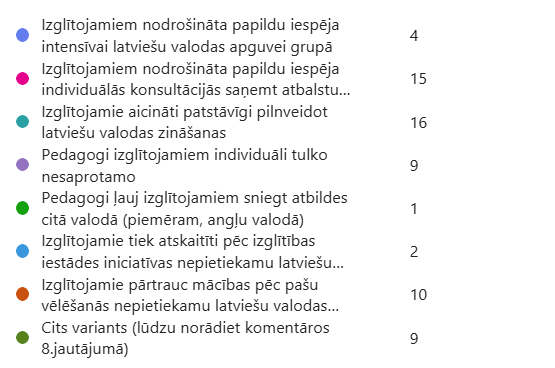 Izglītojamiem nodrošināta papildu iespēja
intensīvai latviešu valodas apguvei grupā
4
Izglītojamiem nodrošināta papildu iespēja
individuālās konsultācijās saņemt atbalstu...
15
Izglītojamie aicināti patstāvīgi pilnveidot
latviešu valodas zināšanas
16
Pedagogi izglītojamiem individuāli tulko
nesaprotamo
9
Pedagogi ļauj izglītojamiem sniegt atbildes
citā valodā (piemēram, angļu valodā)
1
Izglītojamie tiek atskaitīti pēc izglītības
iestādes iniciatīvas nepietiekamu latviešu...
2
Izglītojamie pārtrauc mācības pēc pašu
vēlēšanās nepietiekamu latviešu valodas...
10
Cits variants (lūdzu norādiet komentāros
8.jautājumā)
9